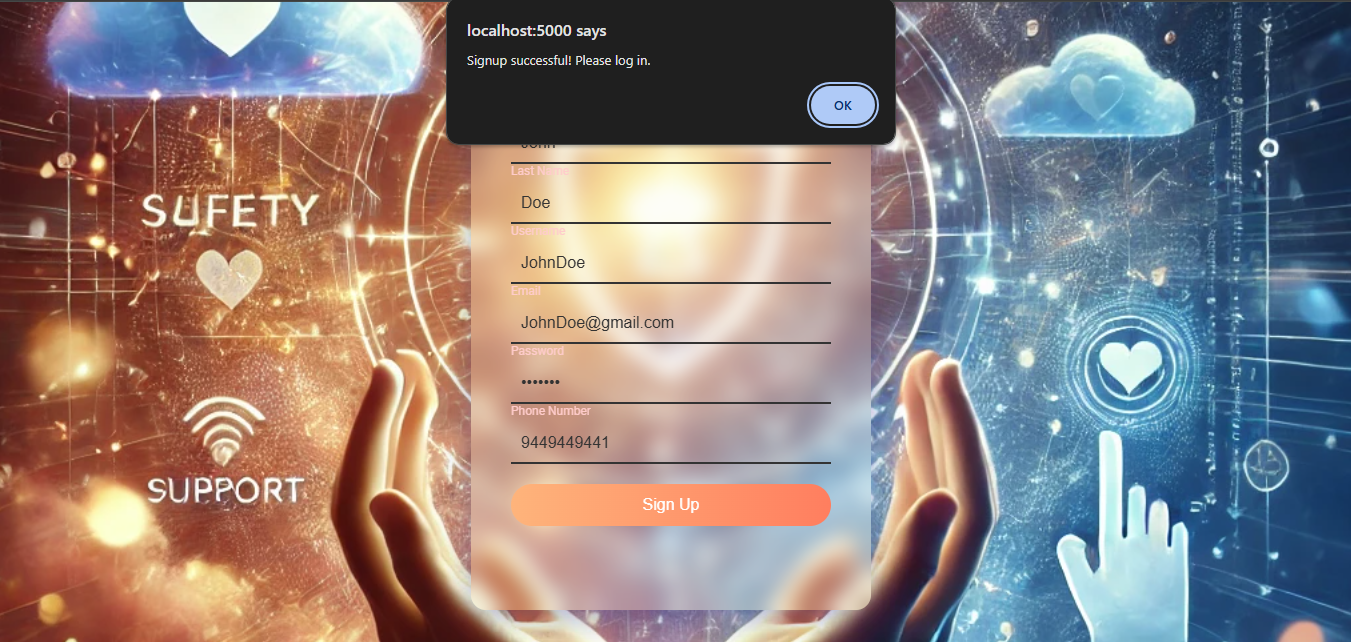 localhost:5000 says
Signup successful! Please log in.
OK
John
Last Name
Doe
SUFETY
Username
JohnDoe
Email
JohnDoe@gmail.com
Password
•••••••
Phone Number
9449449441
SUPPORT
Sign Up